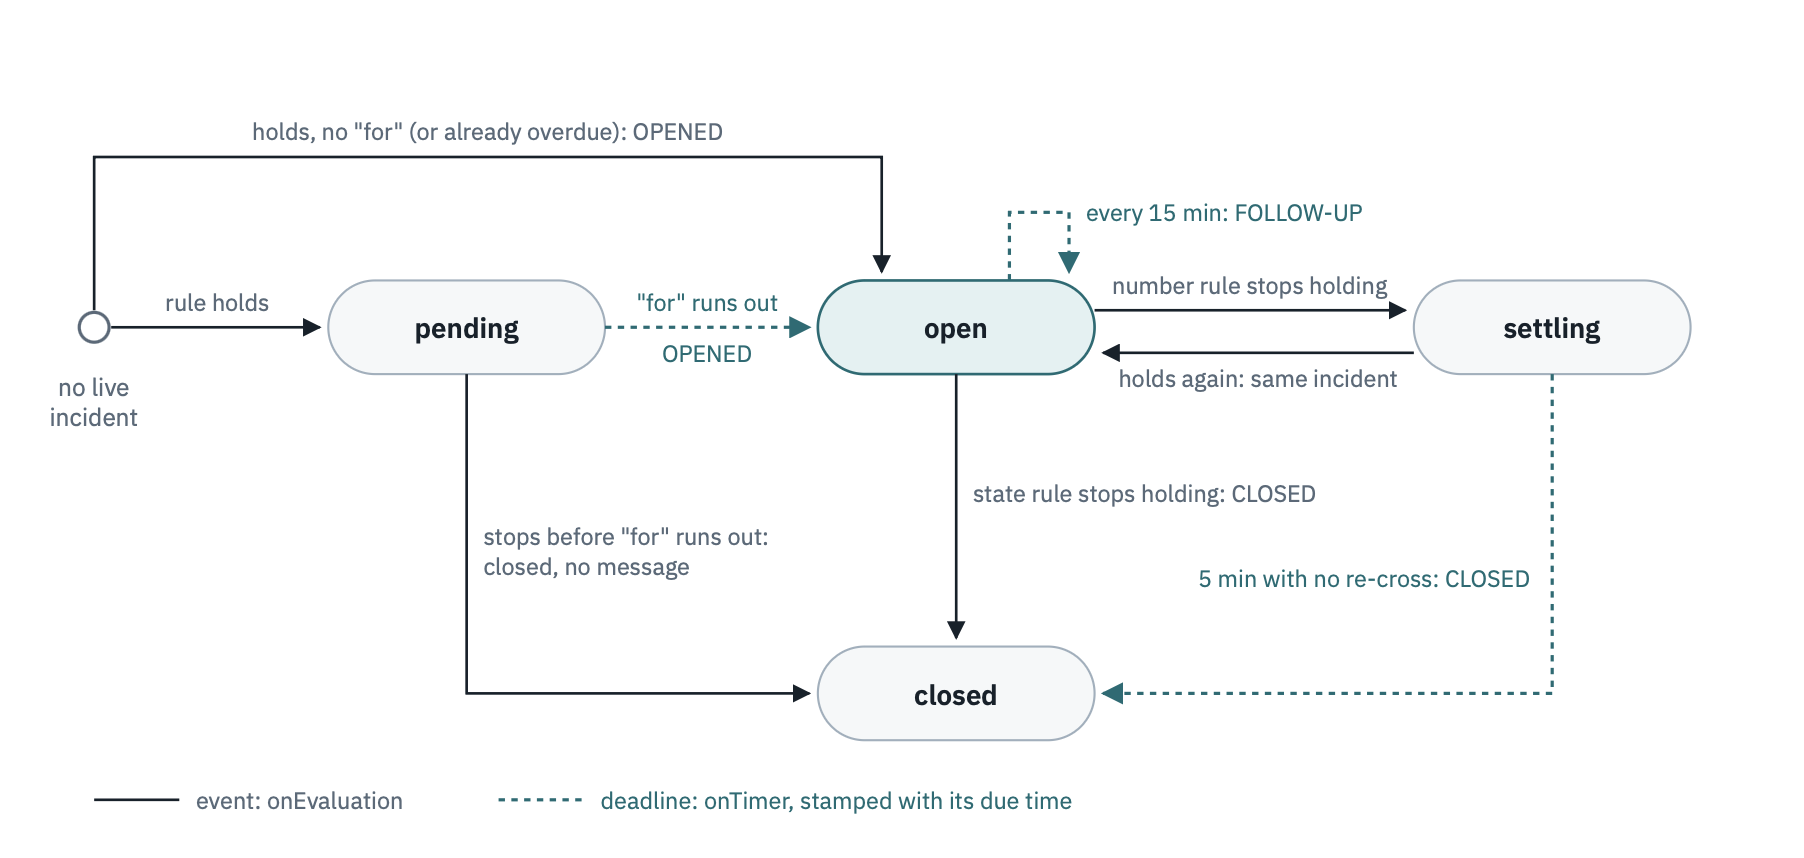 holds, no "for" (or already overdue): OPENED
every 15 min: FOLLOW-UP
rule holds
"for" runs out
number rule stops holding
pending
open
settling
OPENED
holds again: same incident
no live
incident
state rule stops holding: CLOSED
stops before "for" runs out:
closed, no message
5 min with no re-cross: CLOSED
closed
event: onEvaluation
deadline: onTimer, stamped with its due time